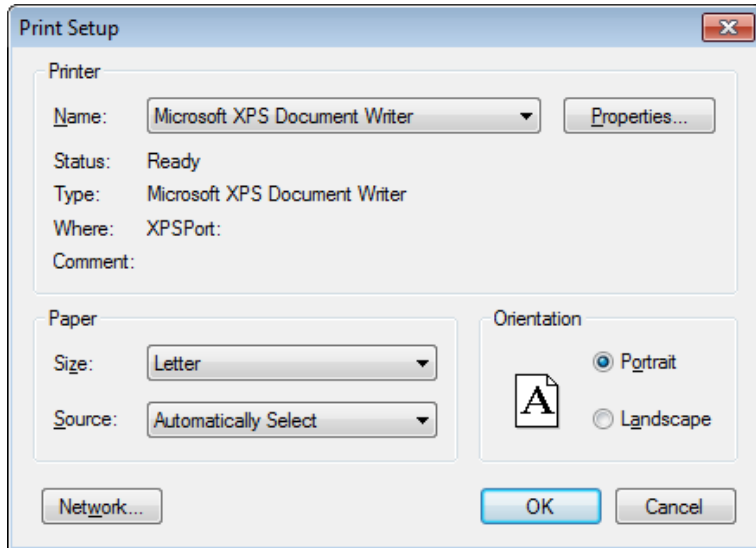 Print Setup
Printer
Name: Microsoft XPS Document Writer Properties...
Status: Ready
Type: Microsoft XPS Document Writer
Where: XPSPort:
Comment:
Paper
Size: Letter
Source: Automatically Select
Orientation
A
Portrait
Landscape
Network... OK Cancel